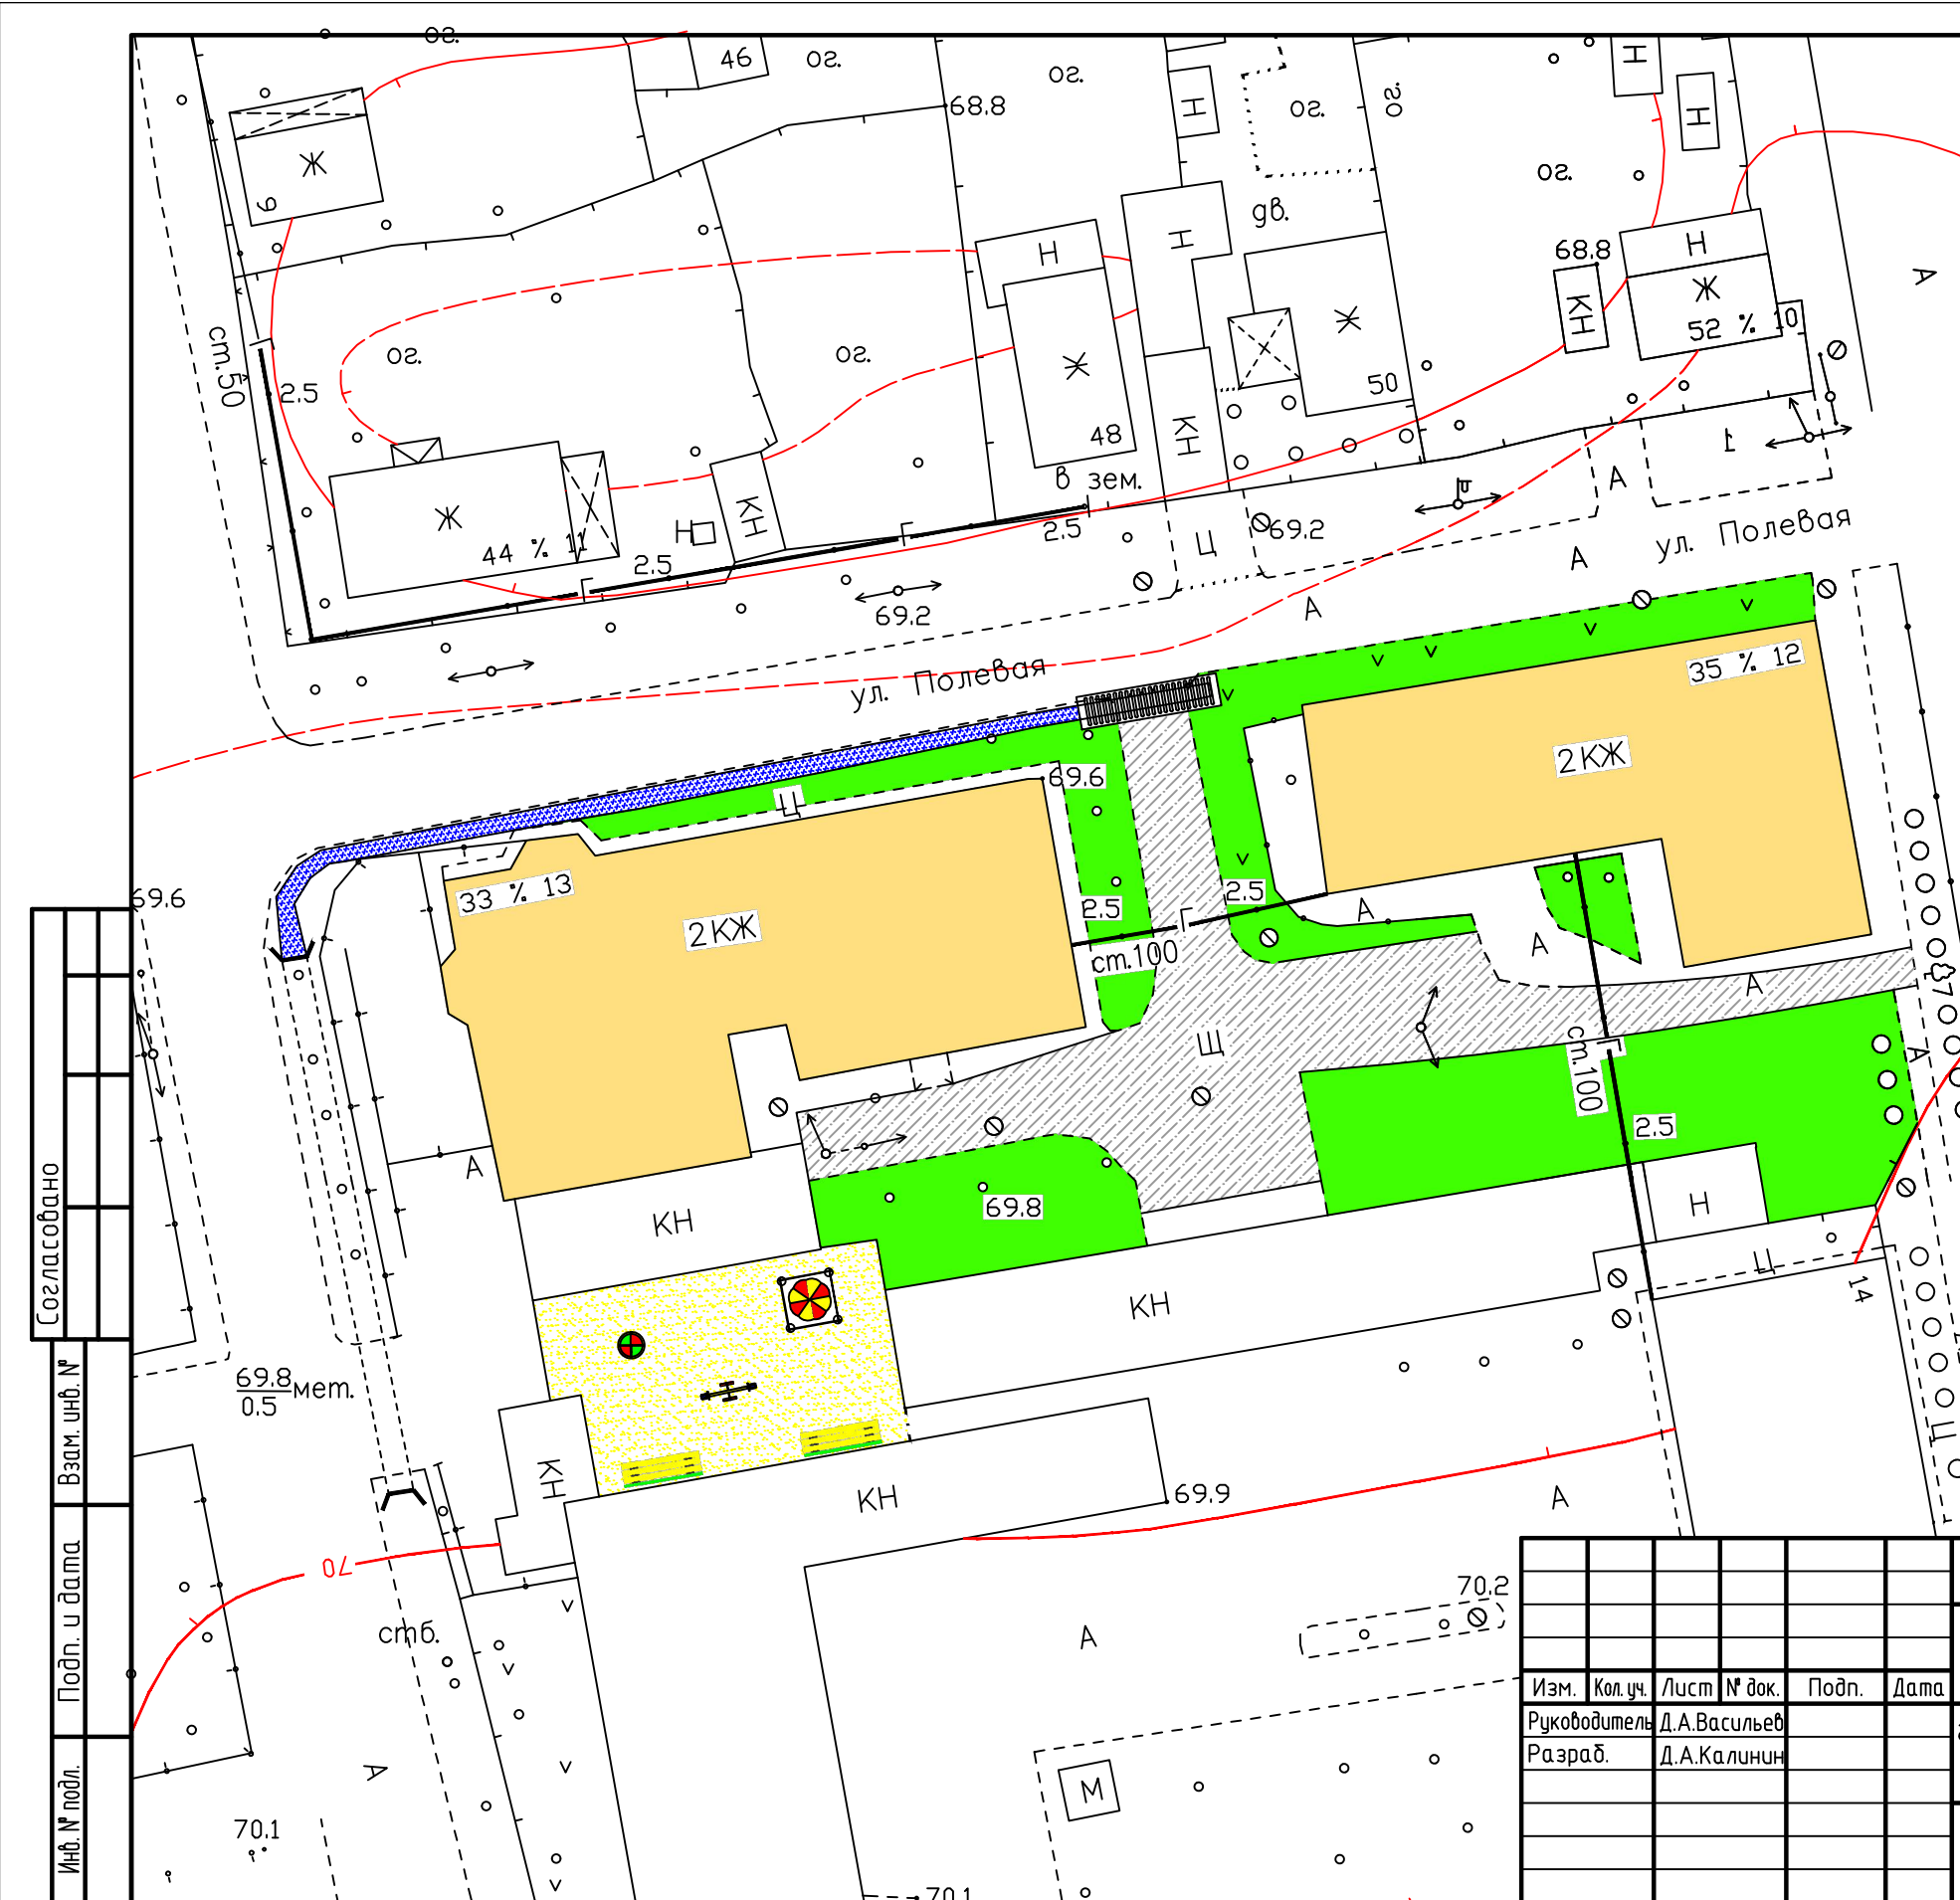 ог.
46
ог.
ог.
68.8
Н
ог.
ог.
Н
Н
Ж
9
ог.
дв.
Н
Н
68.8
Н
А
ст.50
2.5
ог.
ог.
Ж
Ж
КН
Ж
52 % 10
50
48
КН
1
в зем.
А
Ж
44 % 11
Н
КН
Г
2.5
Г
2.5
Г
69.2
Ц
ул. Полевая
А
69.2
А
ул. Полевая
35 % 12
2КЖ
69.6
Ц
33 % 13
2КЖ
69.6
2.5
2.5
А
Г
ст.100
А
А
Щ
ст.100
Г
А
2.5
А
69.8
КН
Н
Ц
КН
14
69.8
0.5
мет.
КН
КН
69.9
А
Ц
70
70.2
стб.
А
А
М
70.1
70.1
Согласовано
Взам. инв. №
Подп. и дата
Инв. № подл.
Изм. Кол.уч. Лист № док. Подп. Дата
Руководитель Д.А.Васильев
Разраб. Д.А.Калинин